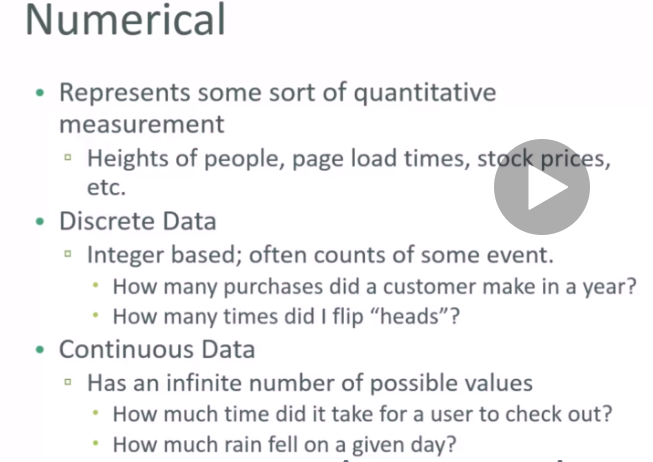 Numerical
• Represents some sort of quantitative
measurement
▫ Heights of people, page load times, stock prices,
etc.
• Discrete Data
▫ Integer based; often counts of some event.
• How many purchases did a customer make in a year?
• How many times did I flip “heads”?
• Continuous Data
▫ Has an infinite number of possible values
• How much time did it take for a user to check out?
• How much rain fell on a given day?